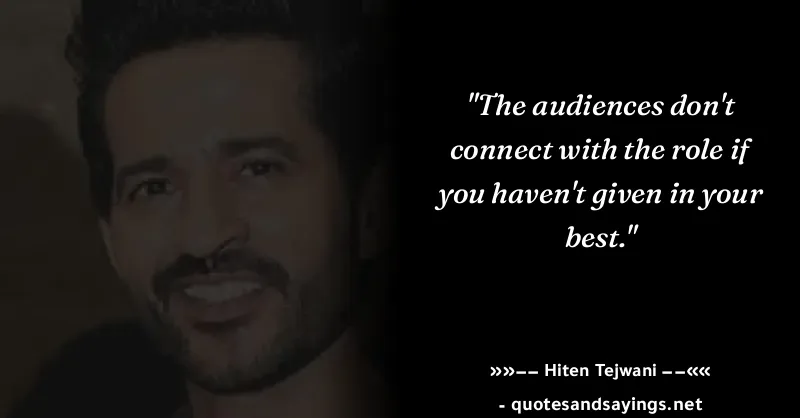 "The audiences don't
connect with the role if
you haven't given in your
best."
»»−− Hiten Tejwani −−««
- quotesandsayings.net